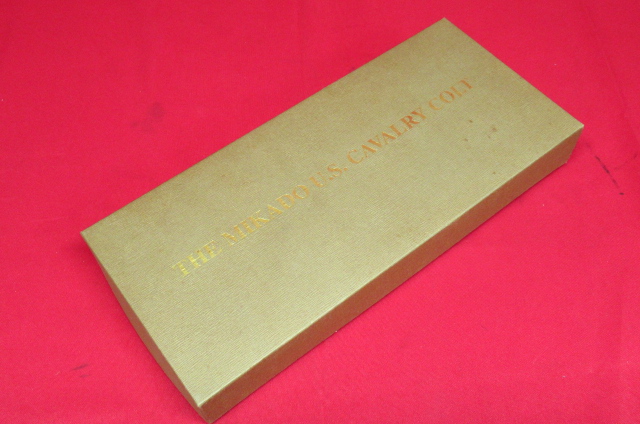 THE MIKADO U.S. CAVALRY COLT